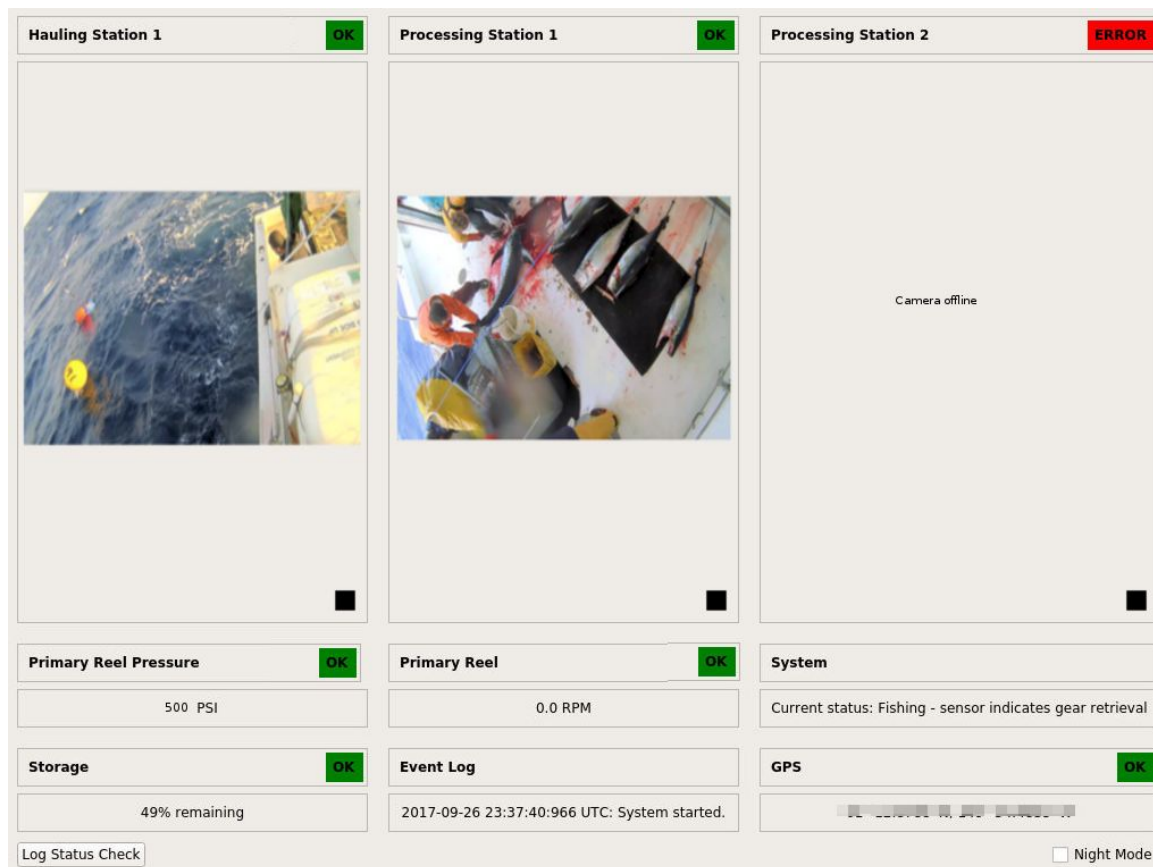 Hauling Station 1 OK
Processing Station 1 OK
Processing Station 2 ERROR
Camera offline
Primary Reel Pressure OK
500 PSI
Primary Reel OK
0.0 RPM
System
Current status: Fishing - sensor indicates gear retrieval
Storage OK
49% remaining
Event Log
2017-09-26 23:37:40:966 UTC: System started.
GPS OK
Log Status Check
Night Mode